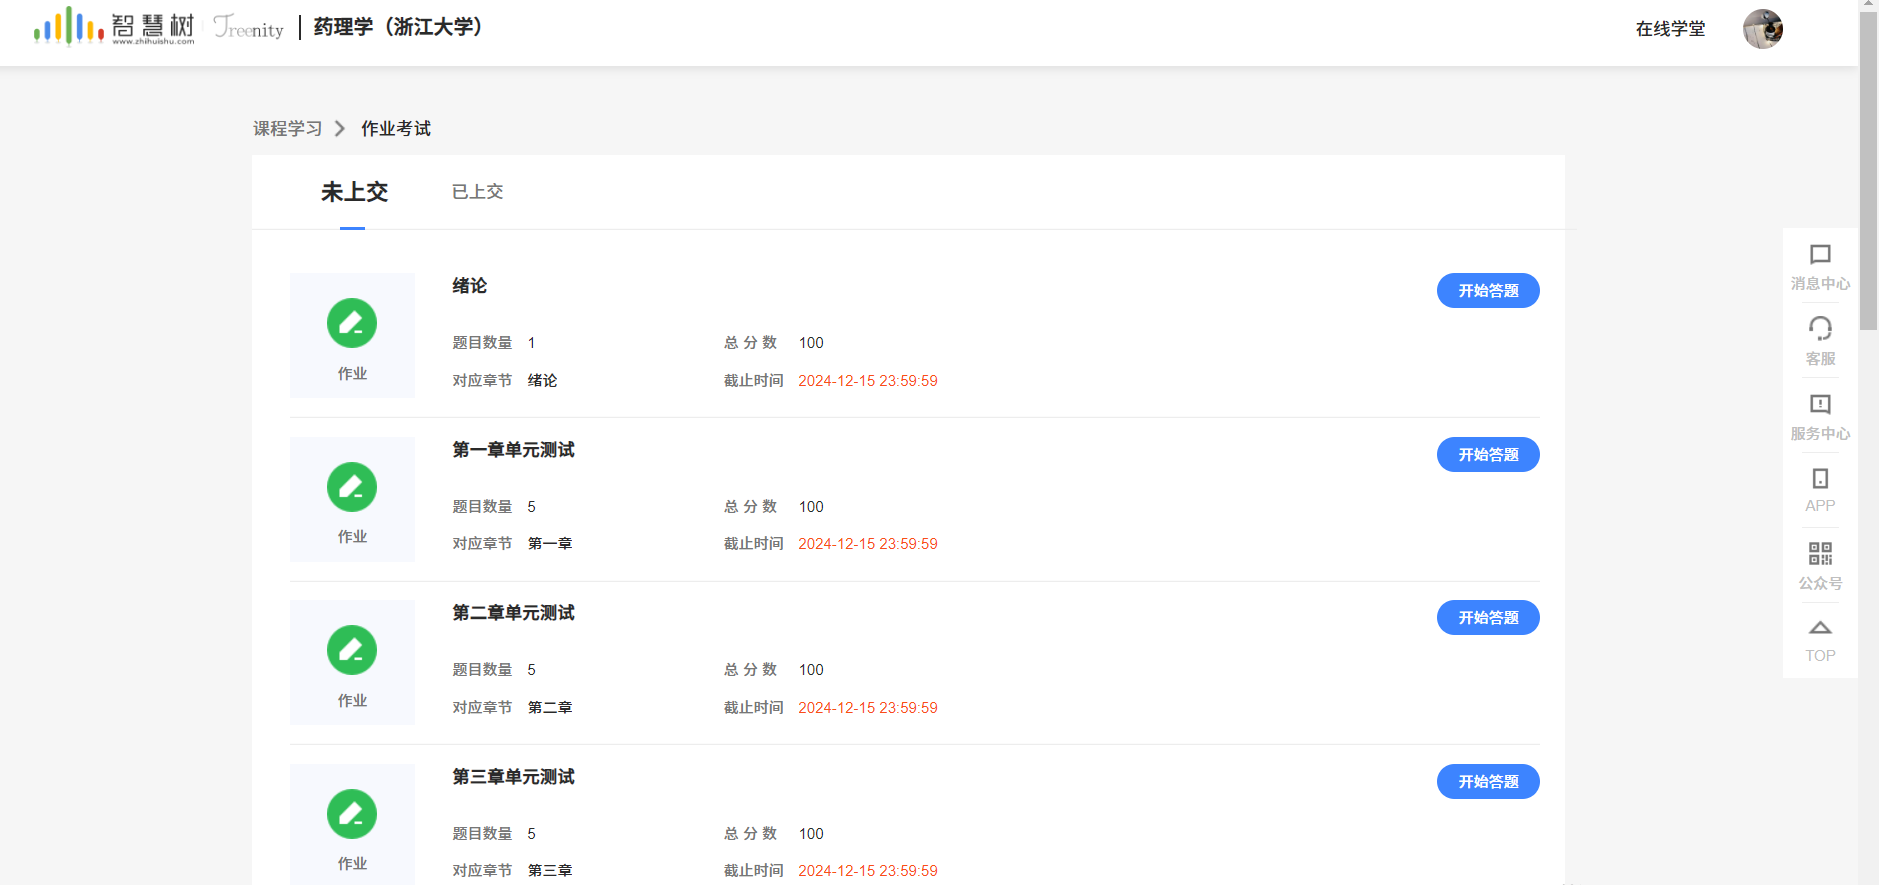 智慧树
www.zhihuishu.com
Treenity
药理学（浙江大学）
在线学堂
课程学习 作业考试
未上交 已上交
绪论
开始答题
题目数量 1 总分数 100
作业
对应章节 绪论 截止时间 2024-12-15 23:59:59
第一章单元测试
开始答题
题目数量 5 总分数 100
作业
对应章节 第一章 截止时间 2024-12-15 23:59:59
第二章单元测试
开始答题
题目数量 5 总分数 100
作业
对应章节 第二章 截止时间 2024-12-15 23:59:59
第三章单元测试
开始答题
题目数量 5 总分数 100
作业
对应章节 第三章 截止时间 2024-12-15 23:59:59
消息中心
客服
服务中心
APP
公众号
TOP